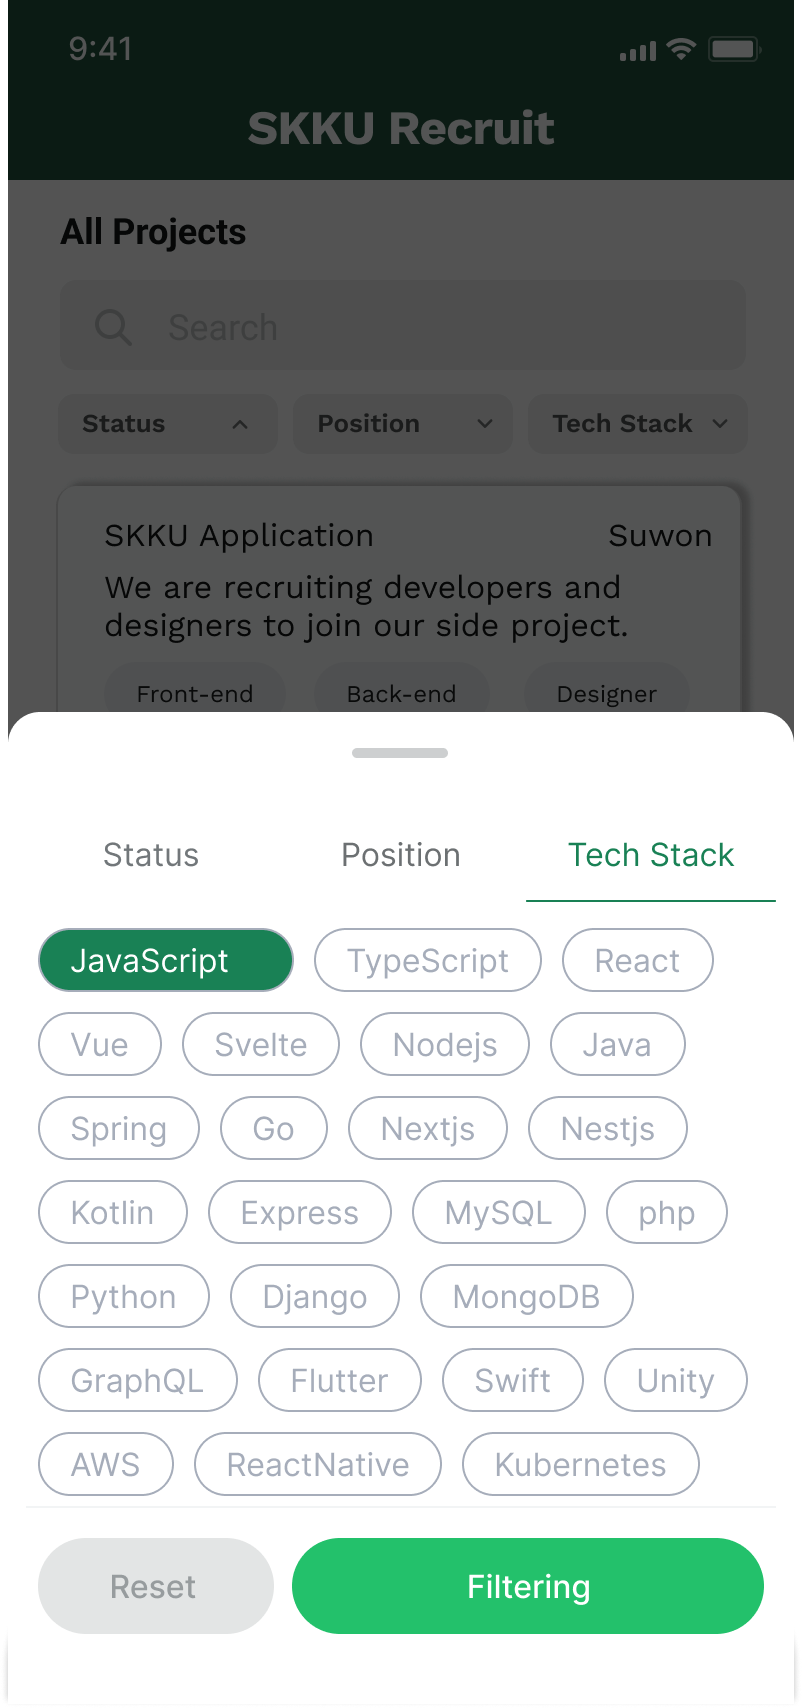 9:41
SKKU Recruit
All Projects
Search
Status Position Tech Stack
SKKU Application Suwon
We are recruiting developers and
designers to join our side project.
Front-end Back-end Designer
Status Position Tech Stack
JavaScript TypeScript React
Vue Svelte Nodejs Java
Spring Go Nextjs Nestjs
Kotlin Express MySQL php
Python Django MongoDB
GraphQL Flutter Swift Unity
AWS ReactNative Kubernetes
Reset Filtering